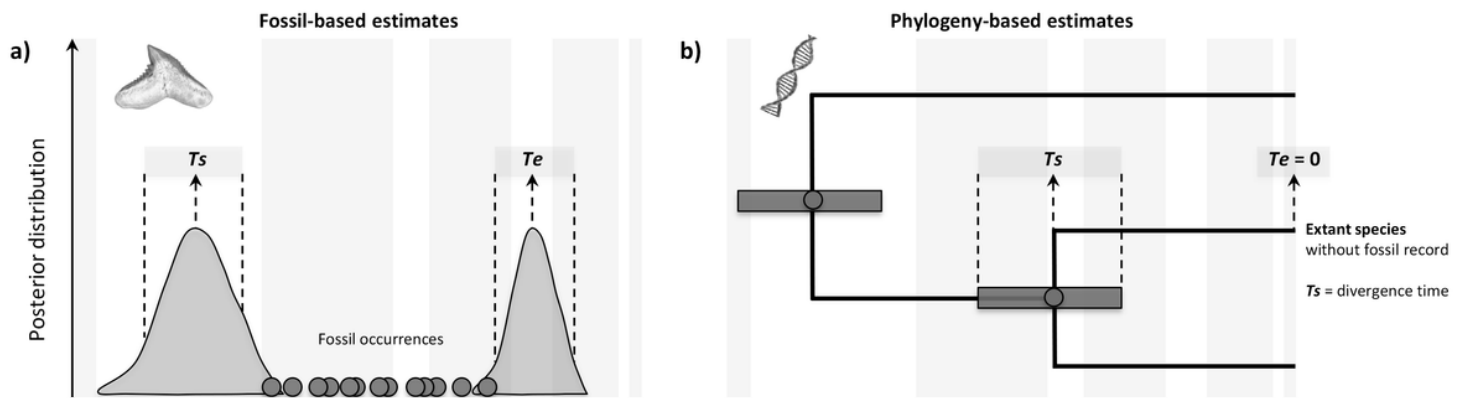 Fossil-based estimates
a)
Ts
Te
Posterior distribution
Fossil occurrences
Phylogeny-based estimates
b)
Ts
Te = 0
Extant species
without fossil record
Ts = divergence time